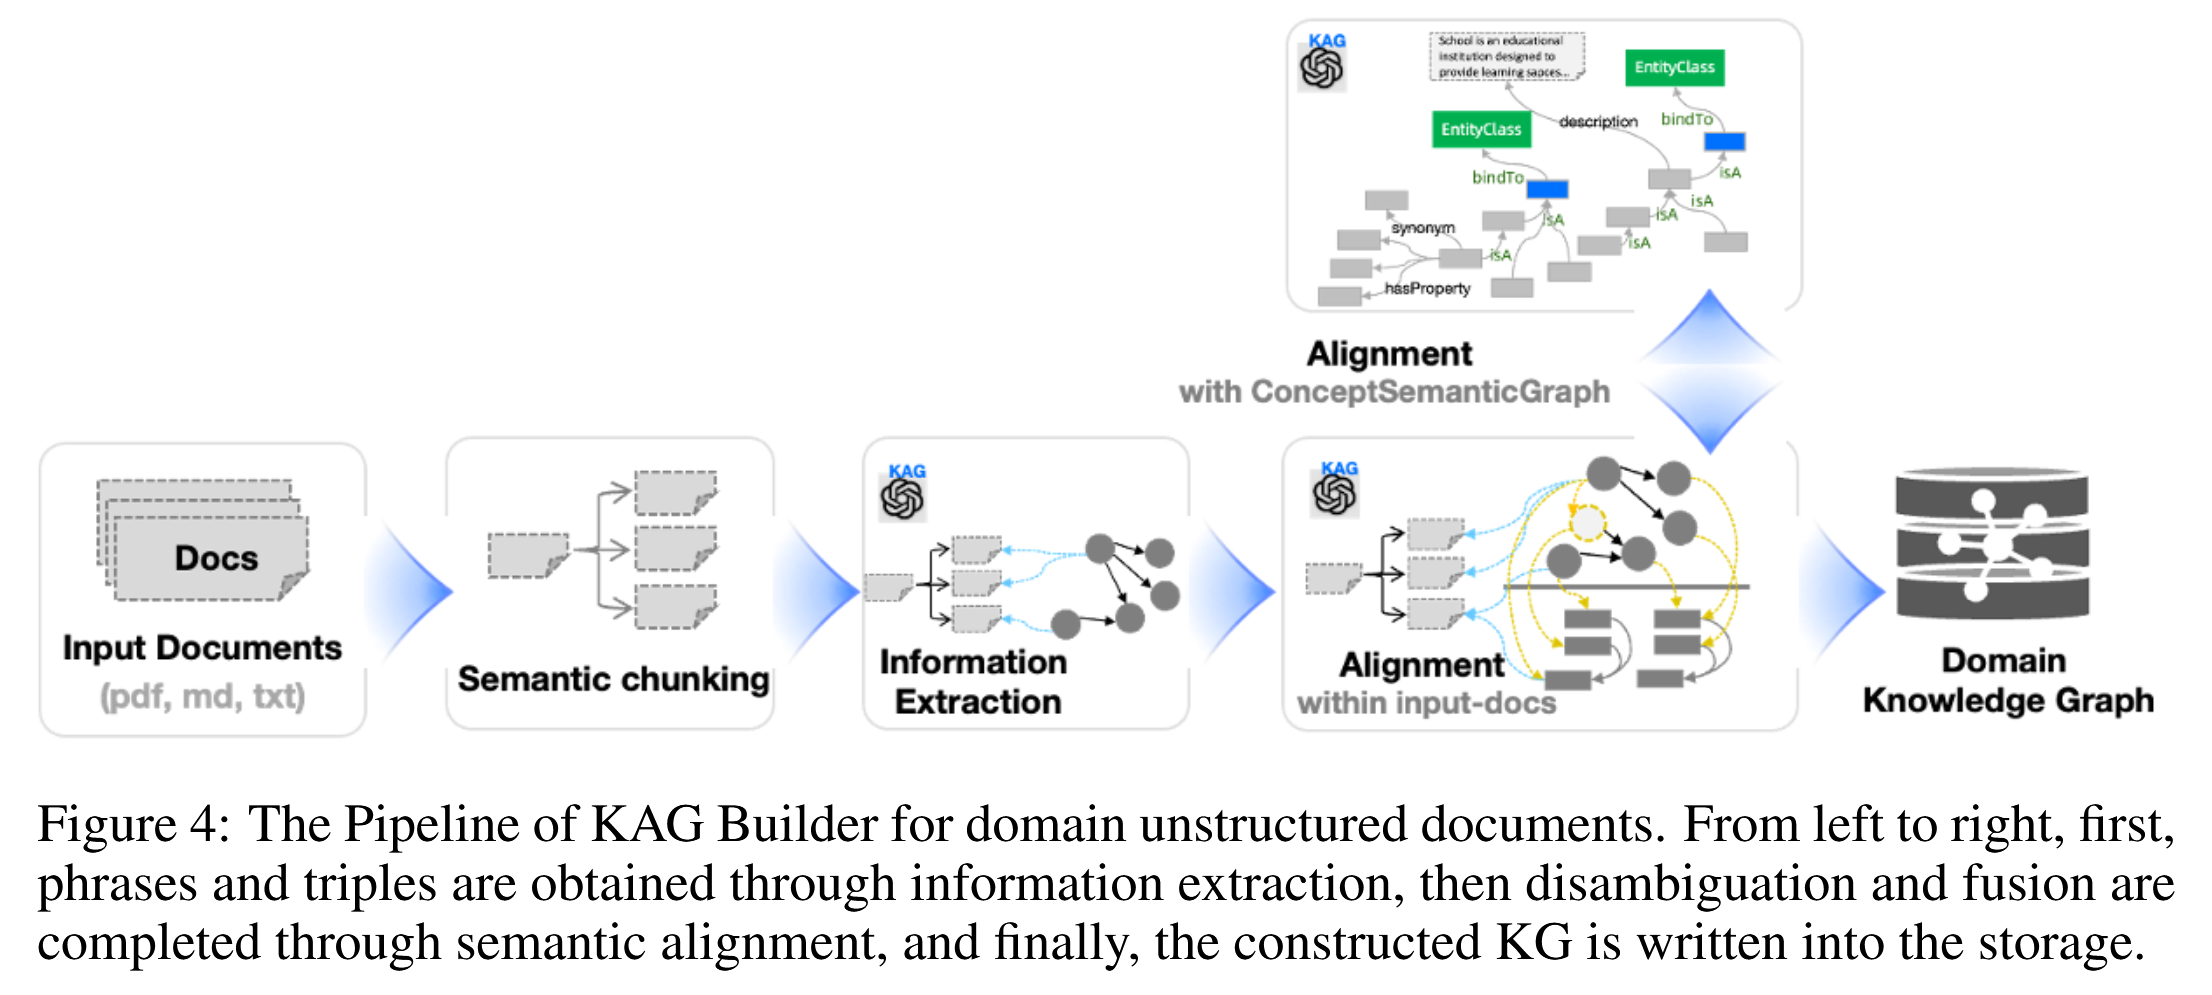 KAG
School is an educational
institution designed to
provide learning sapces...
EntityClass
EntityClass
description
bindTo
bindTo
isA
isA
isA
isA
isA
isA
synonym
hasProperty
Alignment
with ConceptSemanticGraph
Docs
Input Documents
(pdf, md, txt)
Semantic chunking
KAG
Information
Extraction
KAG
Alignment
within input-docs
Domain
Knowledge Graph
Figure 4: The Pipeline of KAG Builder for domain unstructured documents. From left to right, first,
phrases and triples are obtained through information extraction, then disambiguation and fusion are
completed through semantic alignment, and finally, the constructed KG is written into the storage.